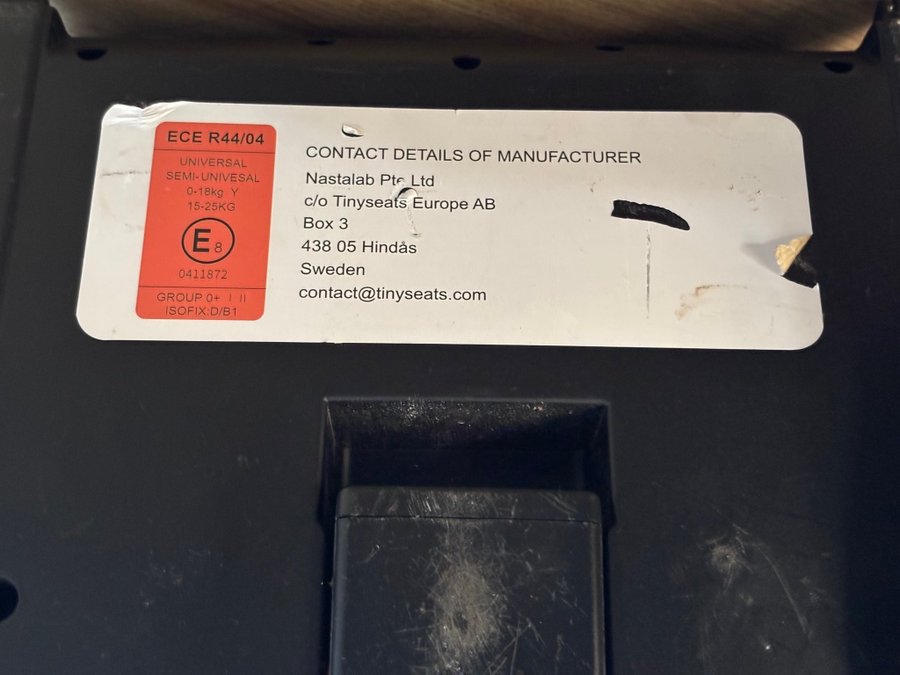 ECE R44/04
UNIVERSAL
SEMI-UNIVESAL
0-18kg Y
15-25KG
E 8
0411872
GROUP 0+ I II
ISOFIX:D/B1
CONTACT DETAILS OF MANUFACTURER
Nastalab Pte Ltd
c/o Tinyseats Europe AB
Box 3
438 05 Hindås
Sweden
contact@tinyseats.com